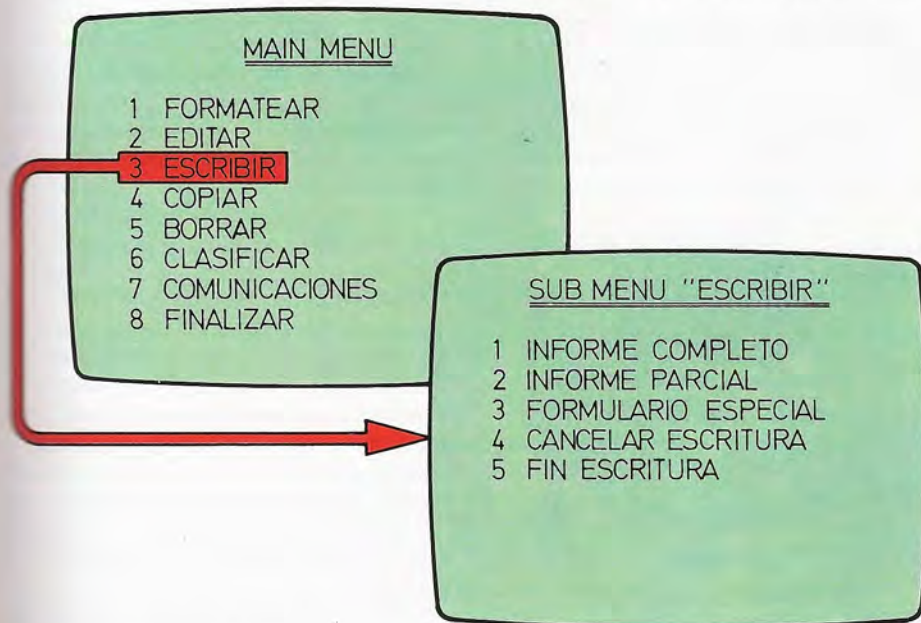 MAIN MENU
1 FORMATEAR
2 EDITAR
3 ESCRIBIR
4 COPIAR
5 BORRAR
6 CLASIFICAR
7 COMUNICACIONES
8 FINALIZAR
SUB MENU "ESCRIBIR"
1 INFORME COMPLETO
2 INFORME PARCIAL
3 FORMULARIO ESPECIAL
4 CANCELAR ESCRITURA
5 FIN ESCRITURA